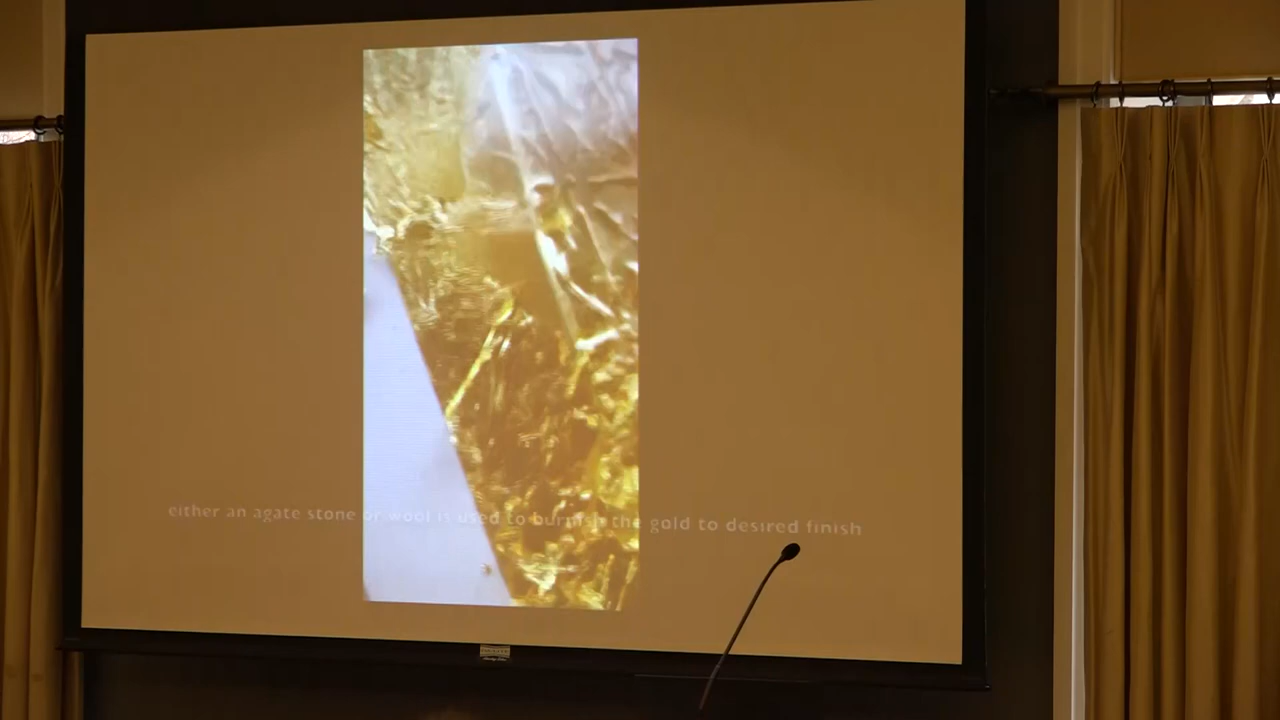 either an agate stone or wool is used to burnish the gold to desired finish